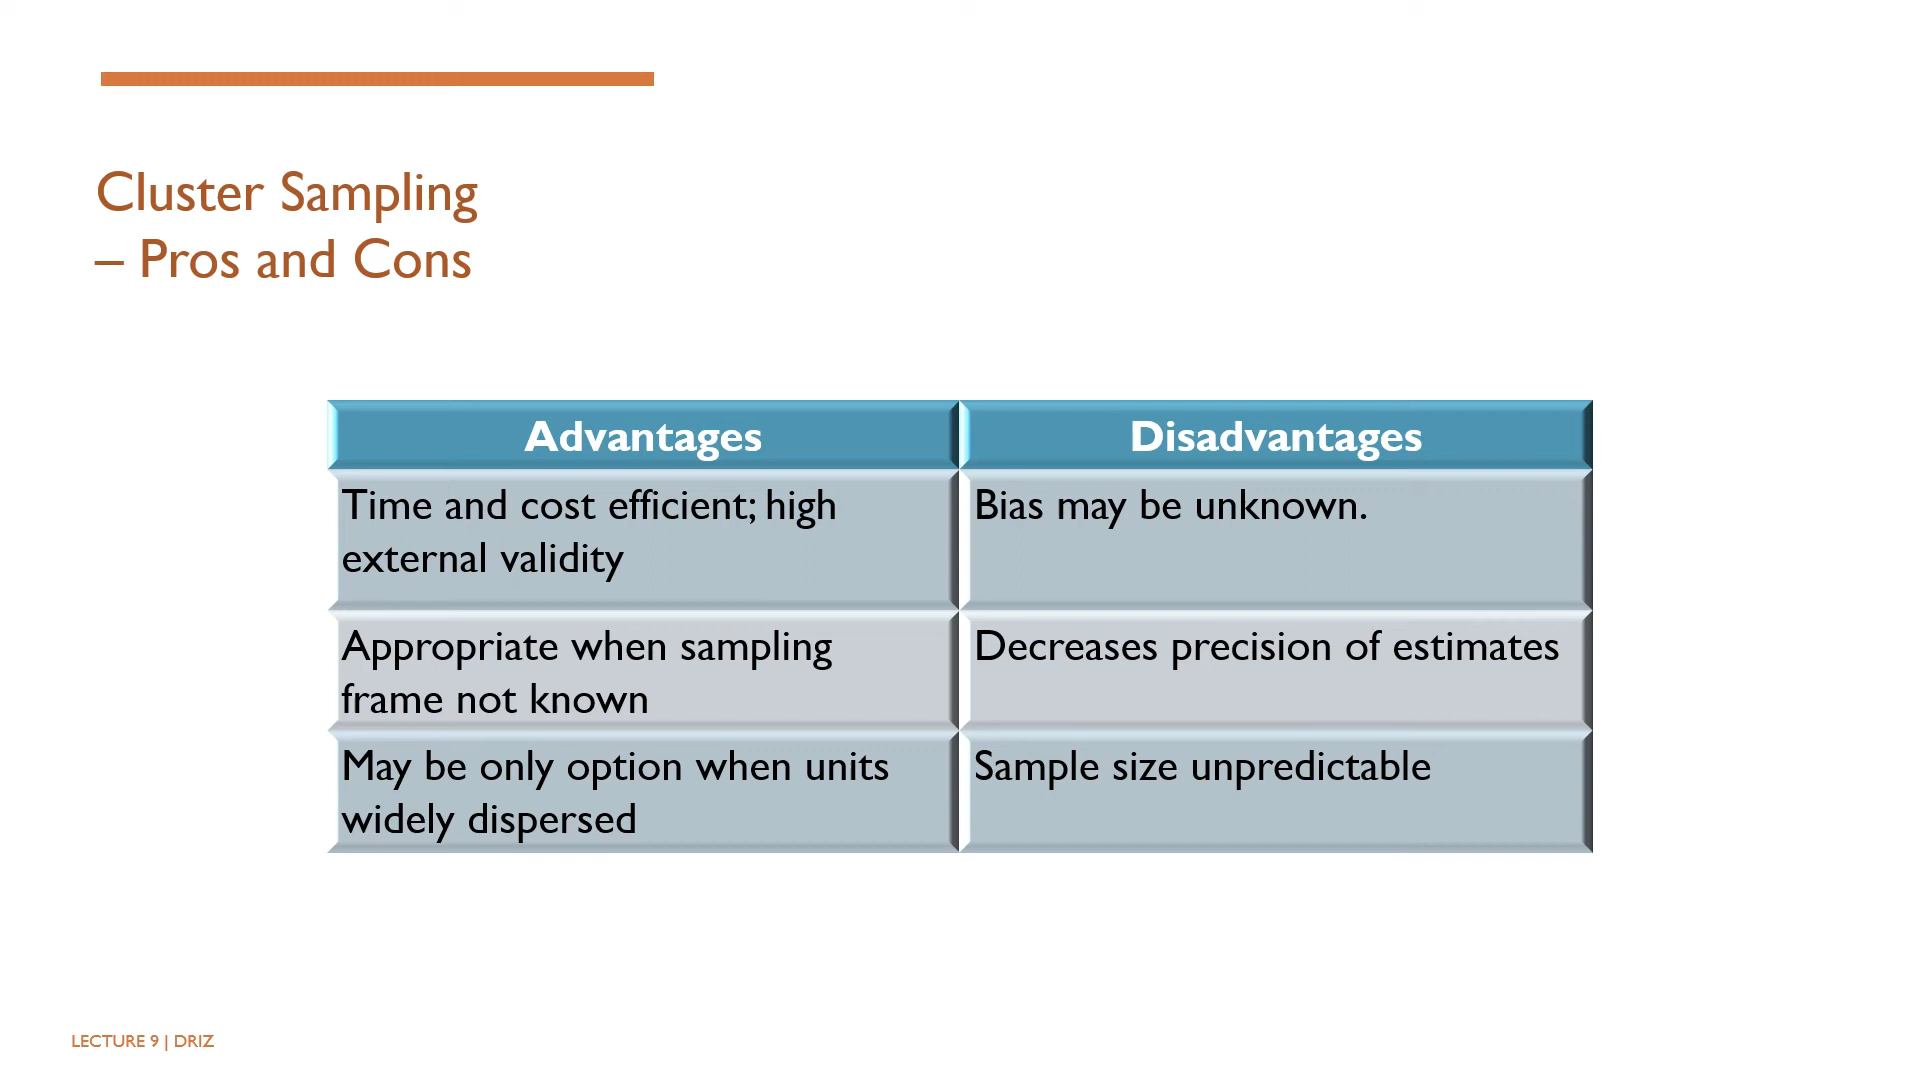 Cluster Sampling
– Pros and Cons
Advantages
Disadvantages
Time and cost efficient; high
external validity
Bias may be unknown.
Appropriate when sampling
frame not known
Decreases precision of estimates
May be only option when units
widely dispersed
Sample size unpredictable
LECTURE 9 | DRIZ